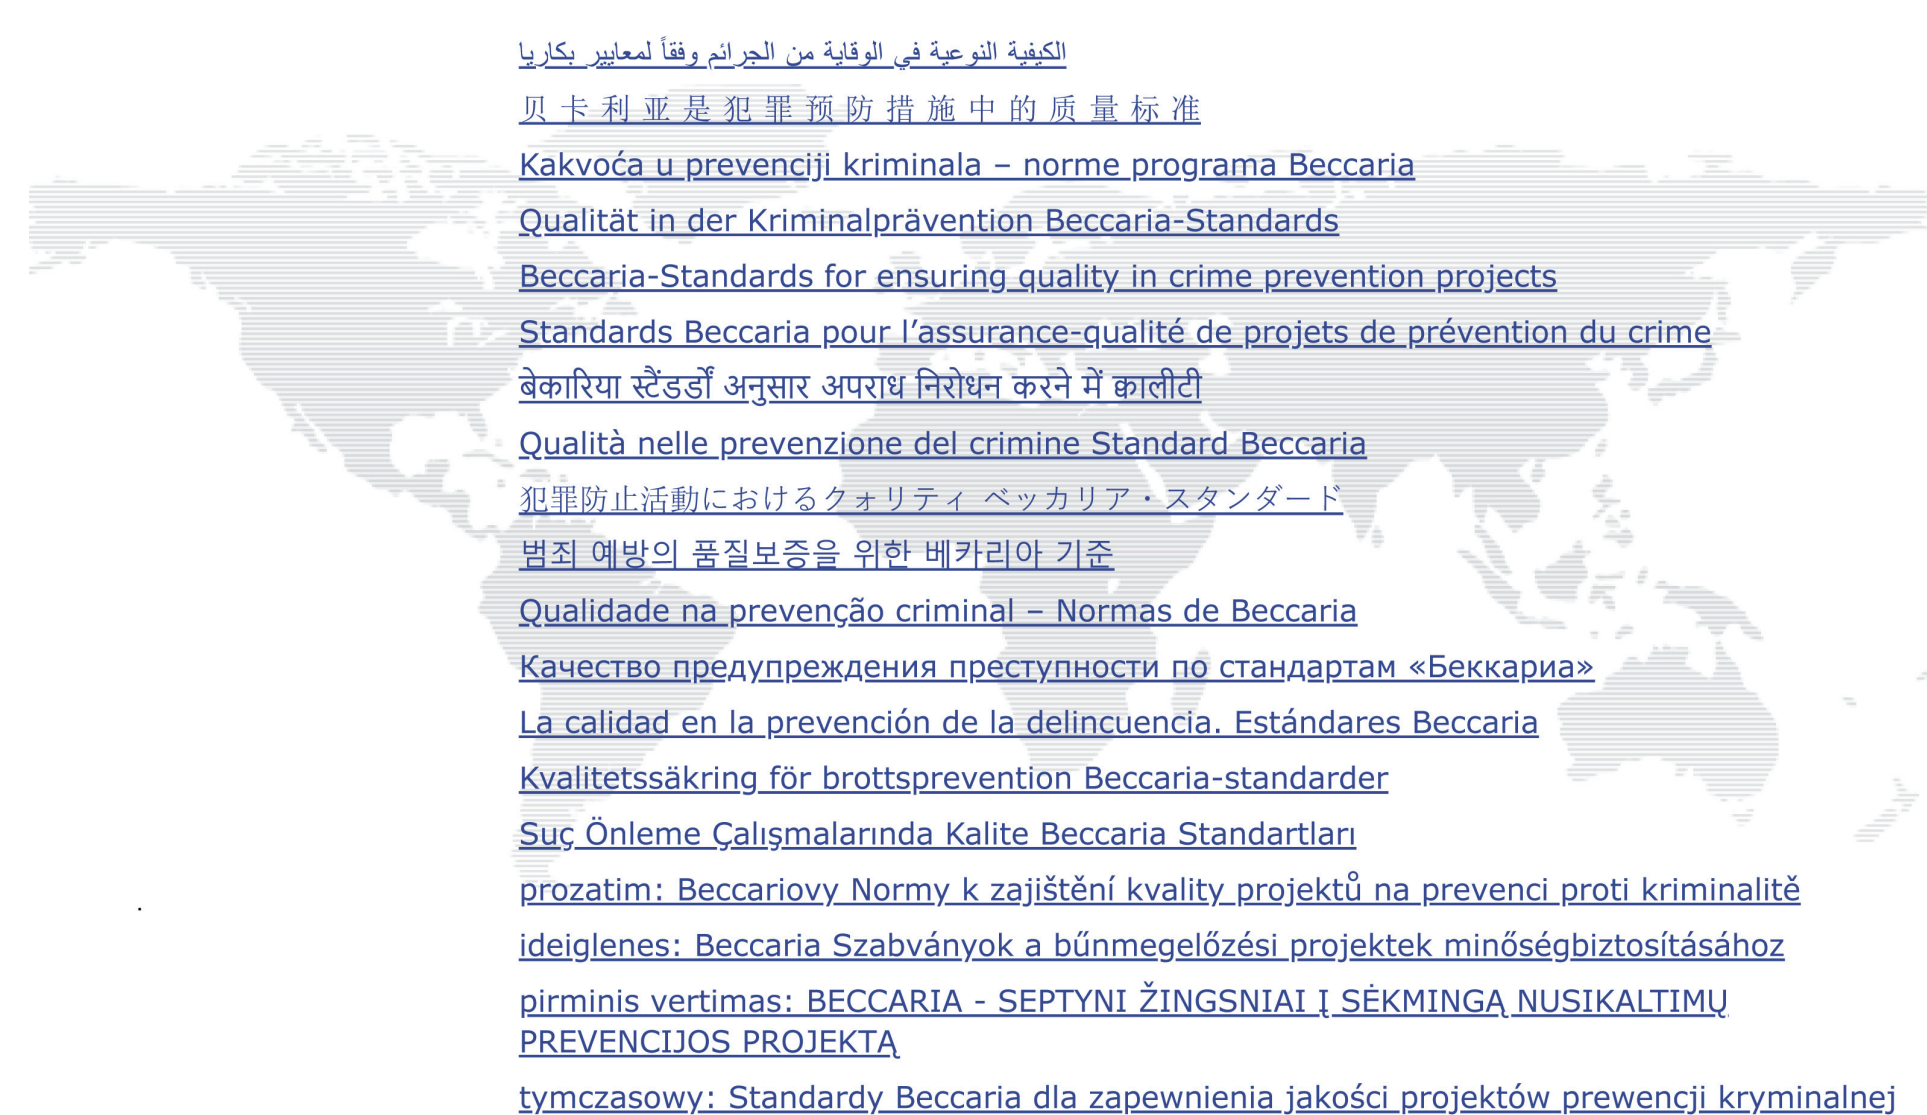 الكيفية النوعية في الوقاية من الجرائم وفقاً لمعايير بكاريا
贝卡利亚是犯罪预防措施中的质量标准
Kakvoća u prevenciji kriminala – norme programa Beccaria
Qualität in der Kriminalprävention Beccaria-Standards
Beccaria-Standards for ensuring quality in crime prevention projects
Standards Beccaria pour l’assurance-qualité de projets de prévention du crime
बेकारिया स्टैंडर्डों अनुसार अपराध निरोधन करने में क्वालीटी
Qualità nelle prevenzione del crimine Standard Beccaria
犯罪防止活動におけるクォリティ ベッカリア・スタンダード
범죄 예방의 품질보증을 위한 베카리아 기준
Qualidade na prevenção criminal – Normas de Beccaria
Качество предупреждения преступности по стандартам «Беккариа»
La calidad en la prevención de la delincuencia. Estándares Beccaria
Kvalitetssäkring för brottsprevention Beccaria-standarder
Suç Önleme Çalışmalarında Kalite Beccaria Standartları
prozatim: Beccariovy Normy k zajištění kvality projektů na prevenci proti kriminalitě
ideiglenes: Beccaria Szabványok a bűnmegelőzési projektek minőségbiztosításához
pirminis vertimas: BECCARIA - SEPTYNI ŽINGSNIAI Į SĖKMINGĄ NUSIKALTIMŲ
PREVENCIJOS PROJEKTĄ
tymczasowy: Standardy Beccaria dla zapewnienia jakości projektów prewencji kryminalnej